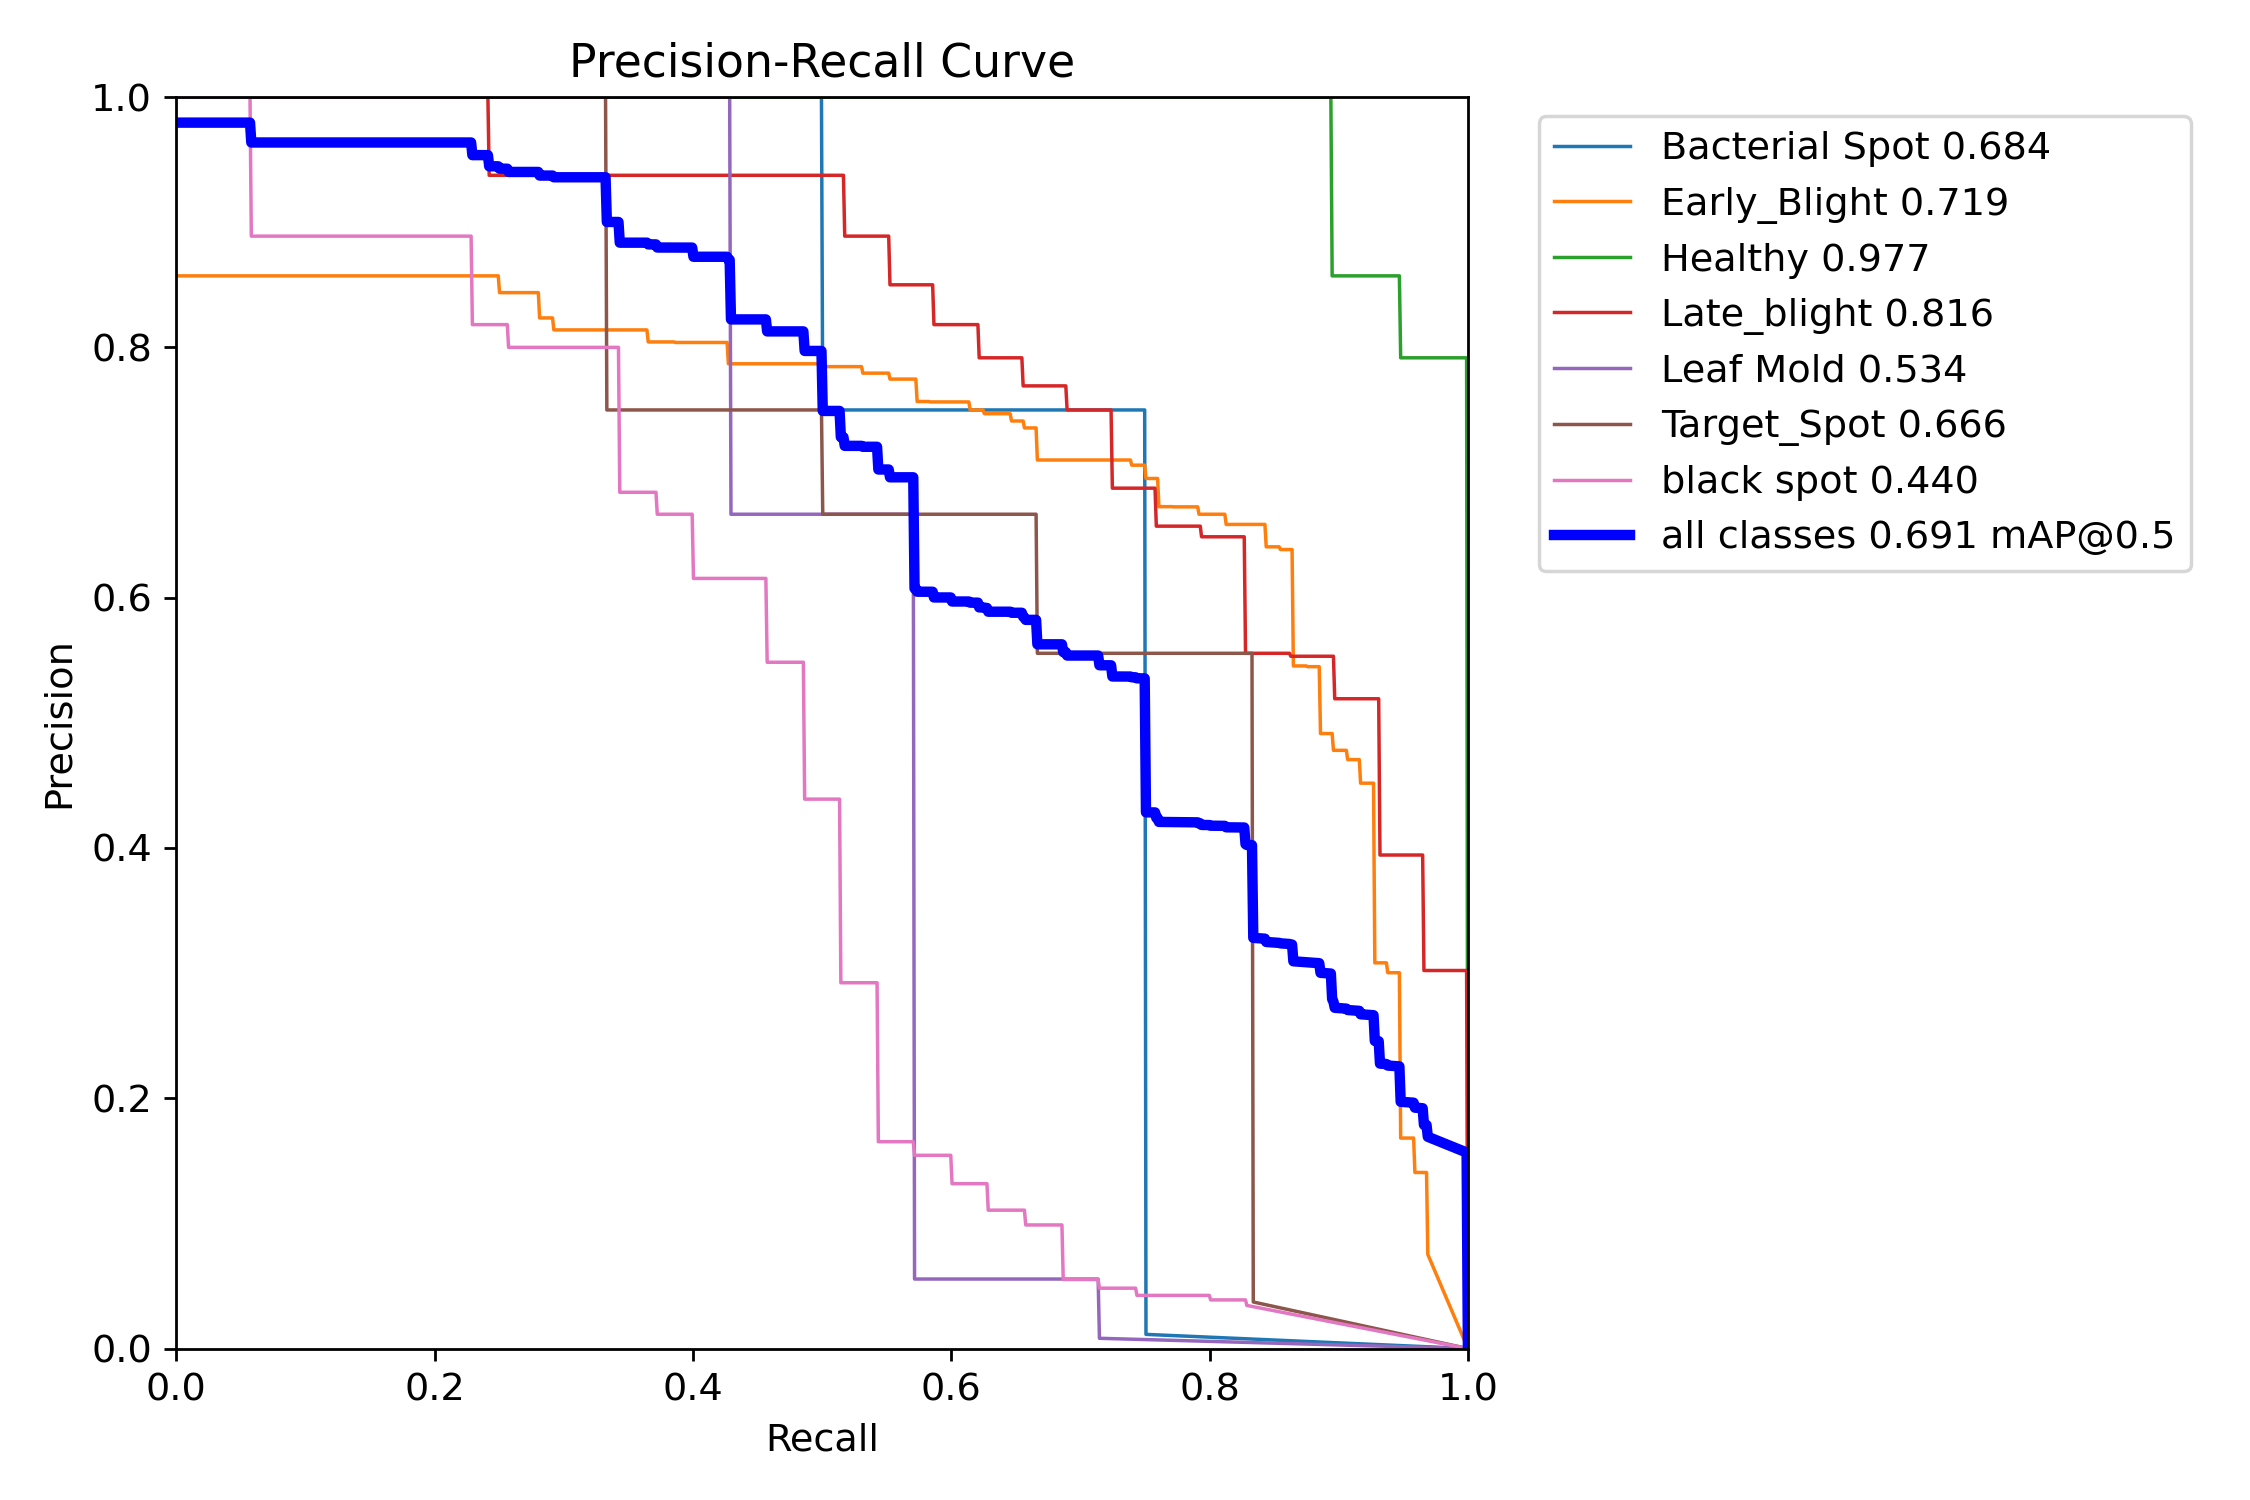 Precision-Recall Curve
1.0
0.8
0.6
0.4
0.2
0.0
Precision
0.0 0.2 0.4 0.6 0.8 1.0
Recall
Bacterial Spot 0.684
Early_Blight 0.719
Healthy 0.977
Late_blight 0.816
Leaf Mold 0.534
Target_Spot 0.666
black spot 0.440
all classes 0.691 mAP@0.5